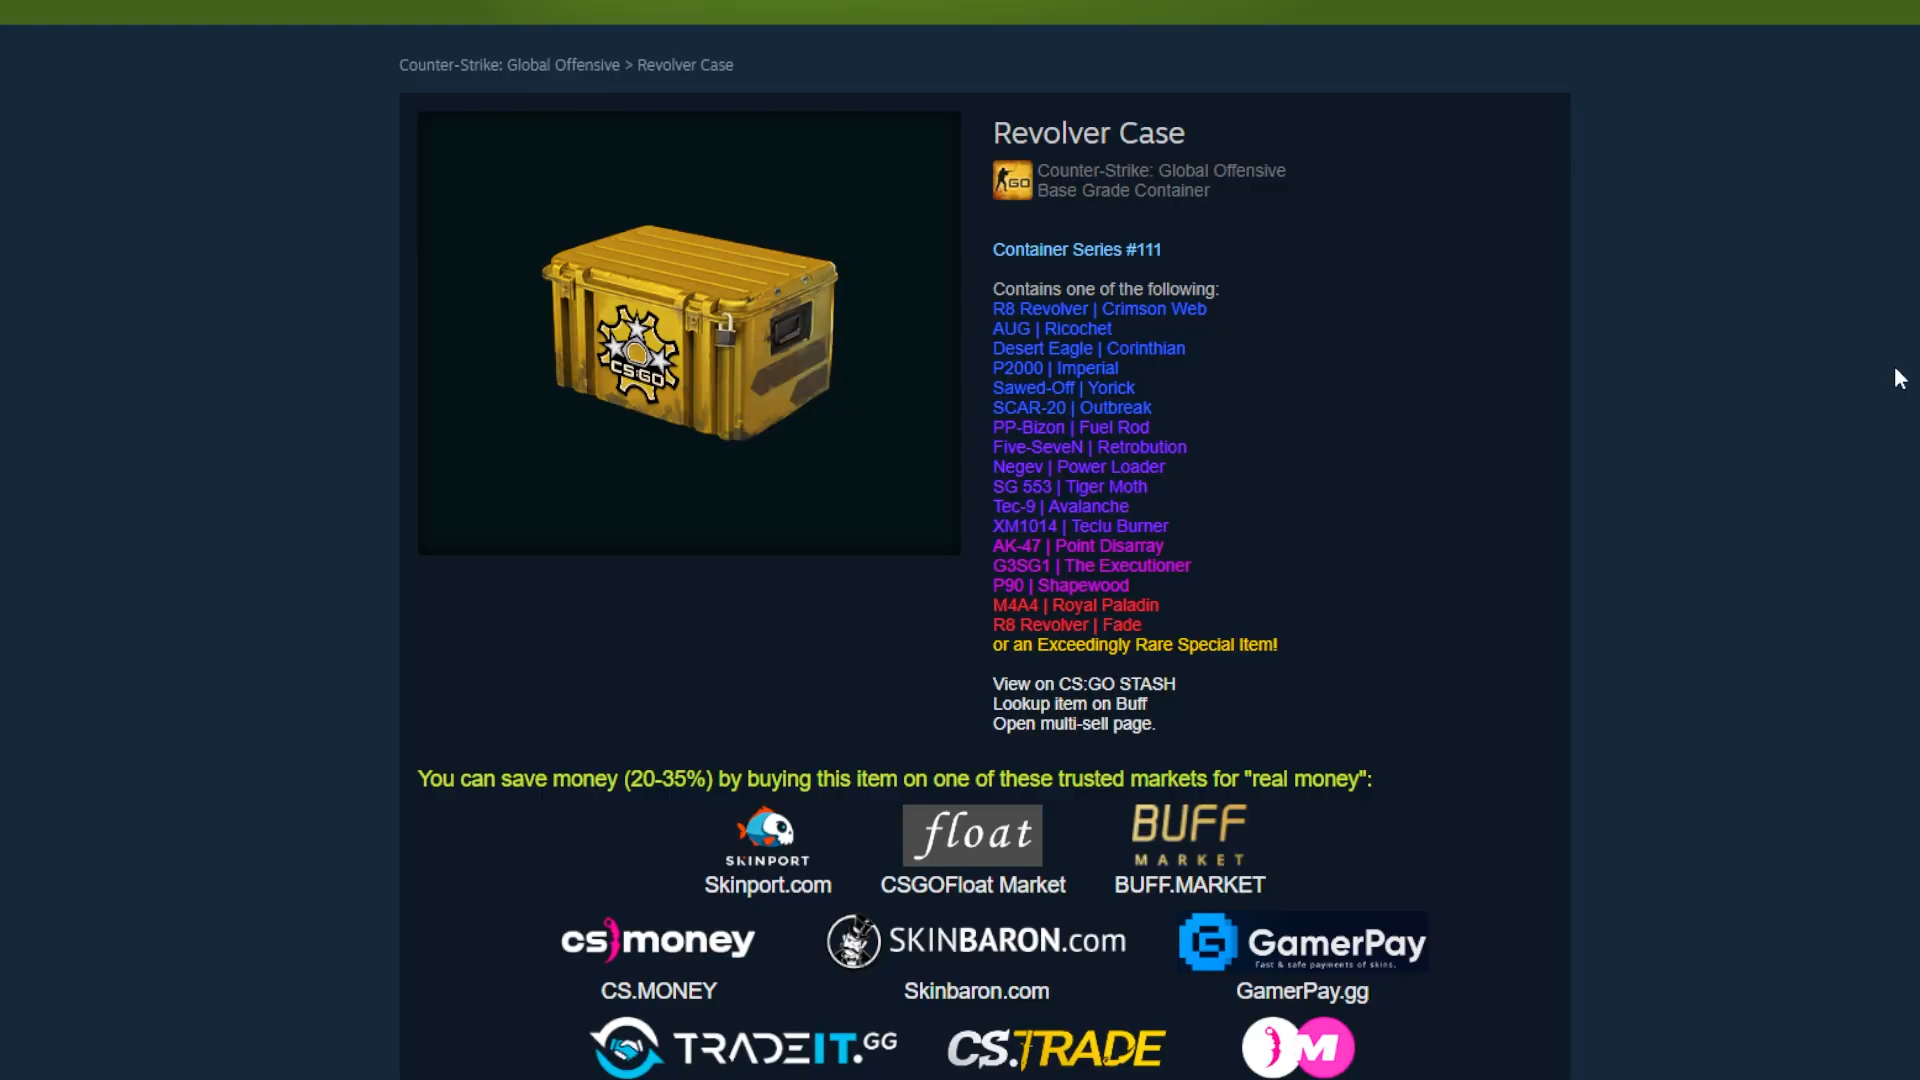 Counter-Strike: Global Offensive > Revolver Case
Revolver Case
GO
Counter-Strike: Global Offensive
Base Grade Container
CS:GO
Container Series #111
Contains one of the following:
R8 Revolver | Crimson Web
AUG | Ricochet
Desert Eagle | Corinthian
P2000 | Imperial
Sawed-Off | Yorick
SCAR-20 | Outbreak
PP-Bizon | Fuel Rod
Five-SeveN | Retrobution
Negev | Power Loader
SG 553 | Tiger Moth
Tec-9 | Avalanche
XM1014 | Teclu Burner
AK-47 | Point Disarray
G3SG1 | The Executioner
P90 | Shapewood
M4A4 | Royal Paladin
R8 Revolver | Fade
or an Exceedingly Rare Special Item!
View on CS:GO STASH
Lookup item on Buff
Open multi-sell page.
You can save money (20-35%) by buying this item on one of these trusted markets for "real money":
SKINPORT
float
BUFF
MARKET
Skinport.com
CSGOFloat Market
BUFF.MARKET
cs money
SKINBARON.com
G GamerPay
Fast & safe payments of skins.
CS.MONEY
Skinbaron.com
GamerPay.gg
TRADEIT.GG
CS.TRADE
M